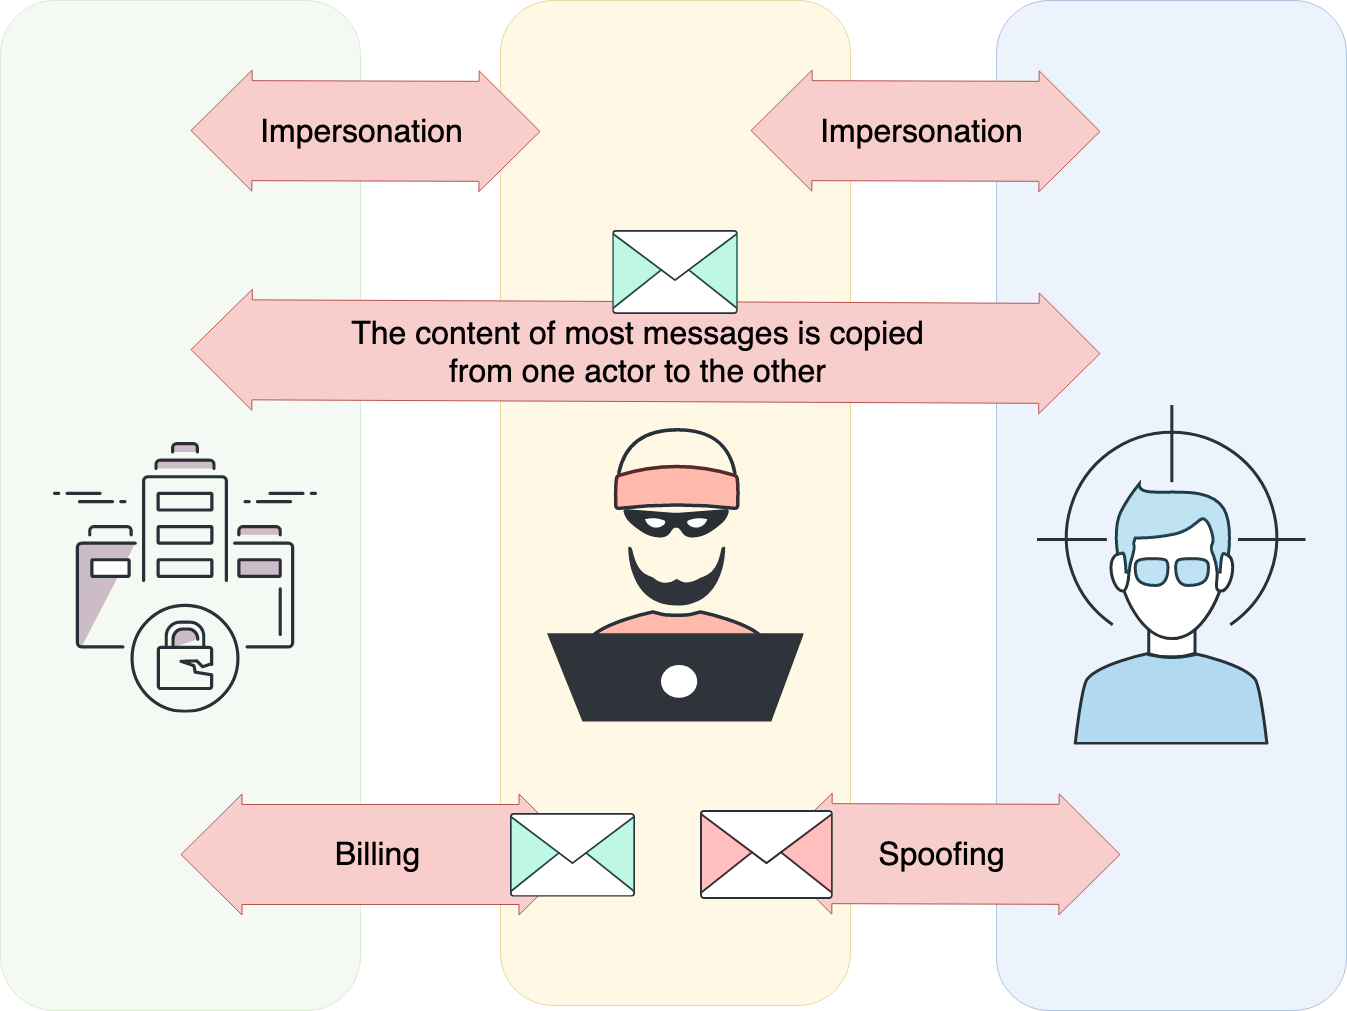 Impersonation
Impersonation
The content of most messages is copied
from one actor to the other
Billing
Spoofing